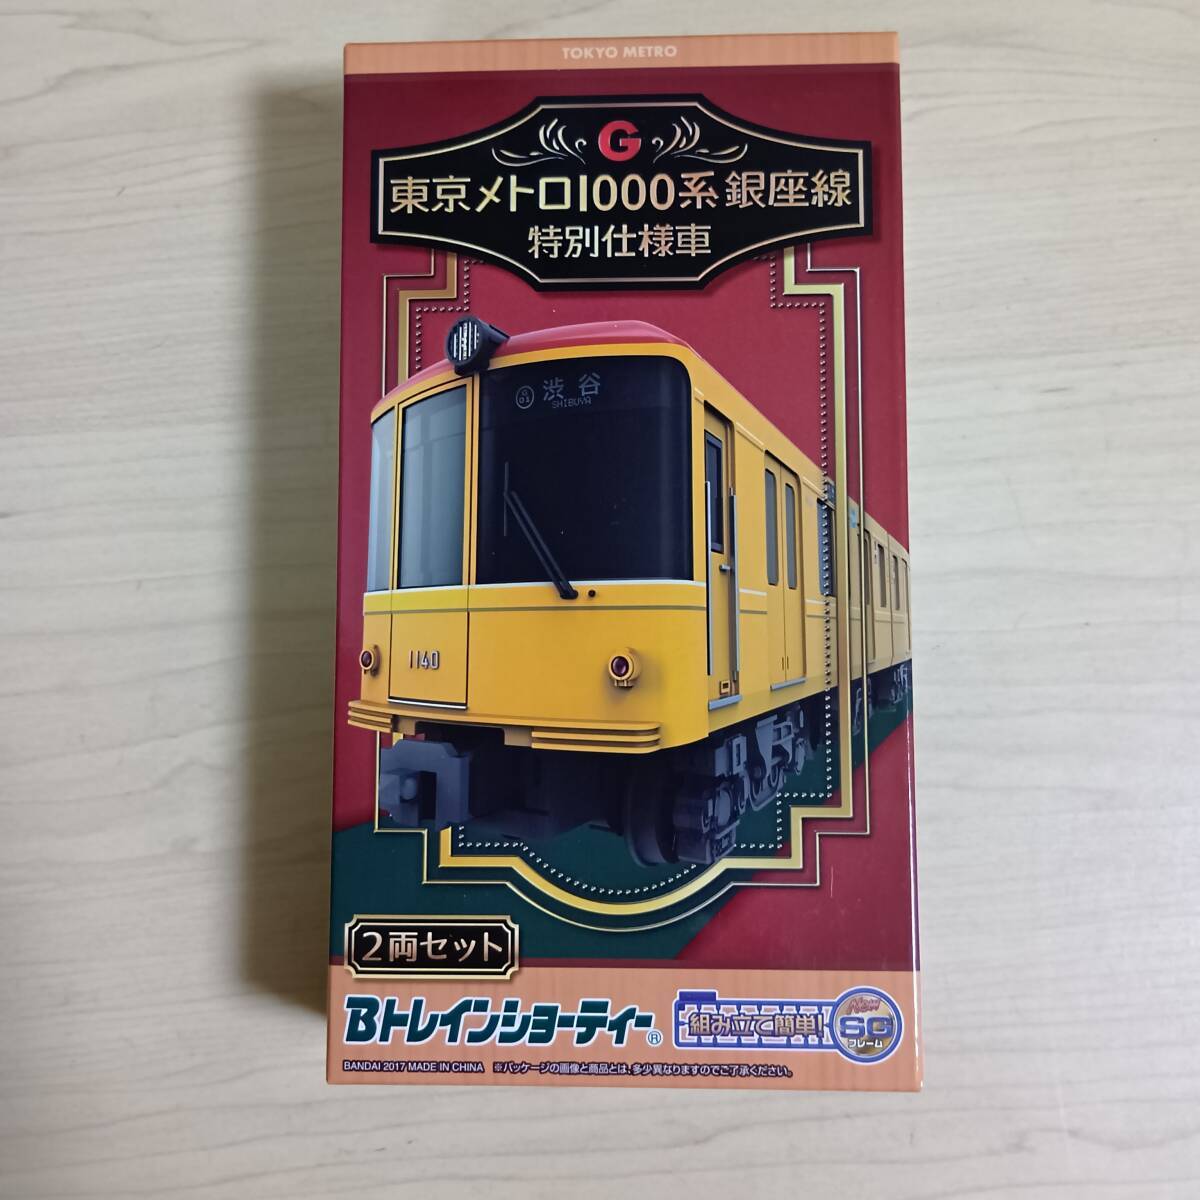 TOKYO METRO
G
東京メトロ1000系 銀座線
特別仕様車
G
01
渋谷
SHIBUYA
1140
2両セット
Bトレインショーティー®
組み立て簡単!
New
SG
フレーム
BANDAI 2017 MADE IN CHINA ※パッケージの画像と商品とは、多少異なりますのでご了承ください。